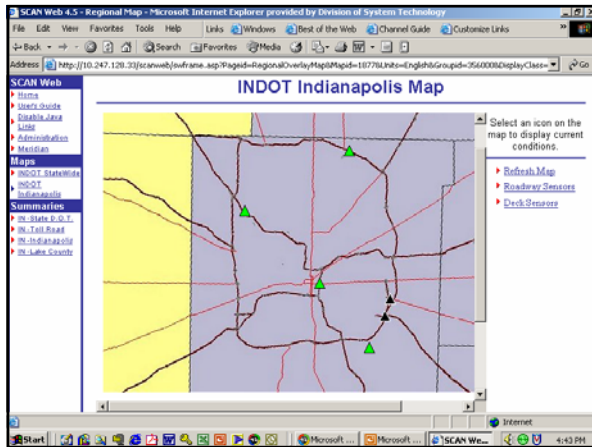 SCAN Web 4.5 - Regional Map - Microsoft Internet Explorer provided by Division of System Technology
File Edit View Favorites Tools Help Links Windows Best of the Web Channel Guide Customize Links
Back Search Favorites Media
Address http://10.247.128.33/scanweb/swframe.asp?Pageid=RegionalOverlayMap&Mapid=18778Units=English&Groupid=356000&DisplayClass= Go
SCAN Web
Home
User's Guide
Disable Java
Links
Administration
Meridian
Maps
INDOT StateWide
INDOT
Indianapolis
Summaries
IN-State D.O.T.
IN-Toll Road
IN-Indianapolis
IN-Lake County
INDOT Indianapolis Map
Select an icon on the
map to display current
conditions.
Refresh Map
Roadway Sensors
Deck Sensors
Internet
Start Microsoft ... Microsoft ... SCAN We... 4:43 PM